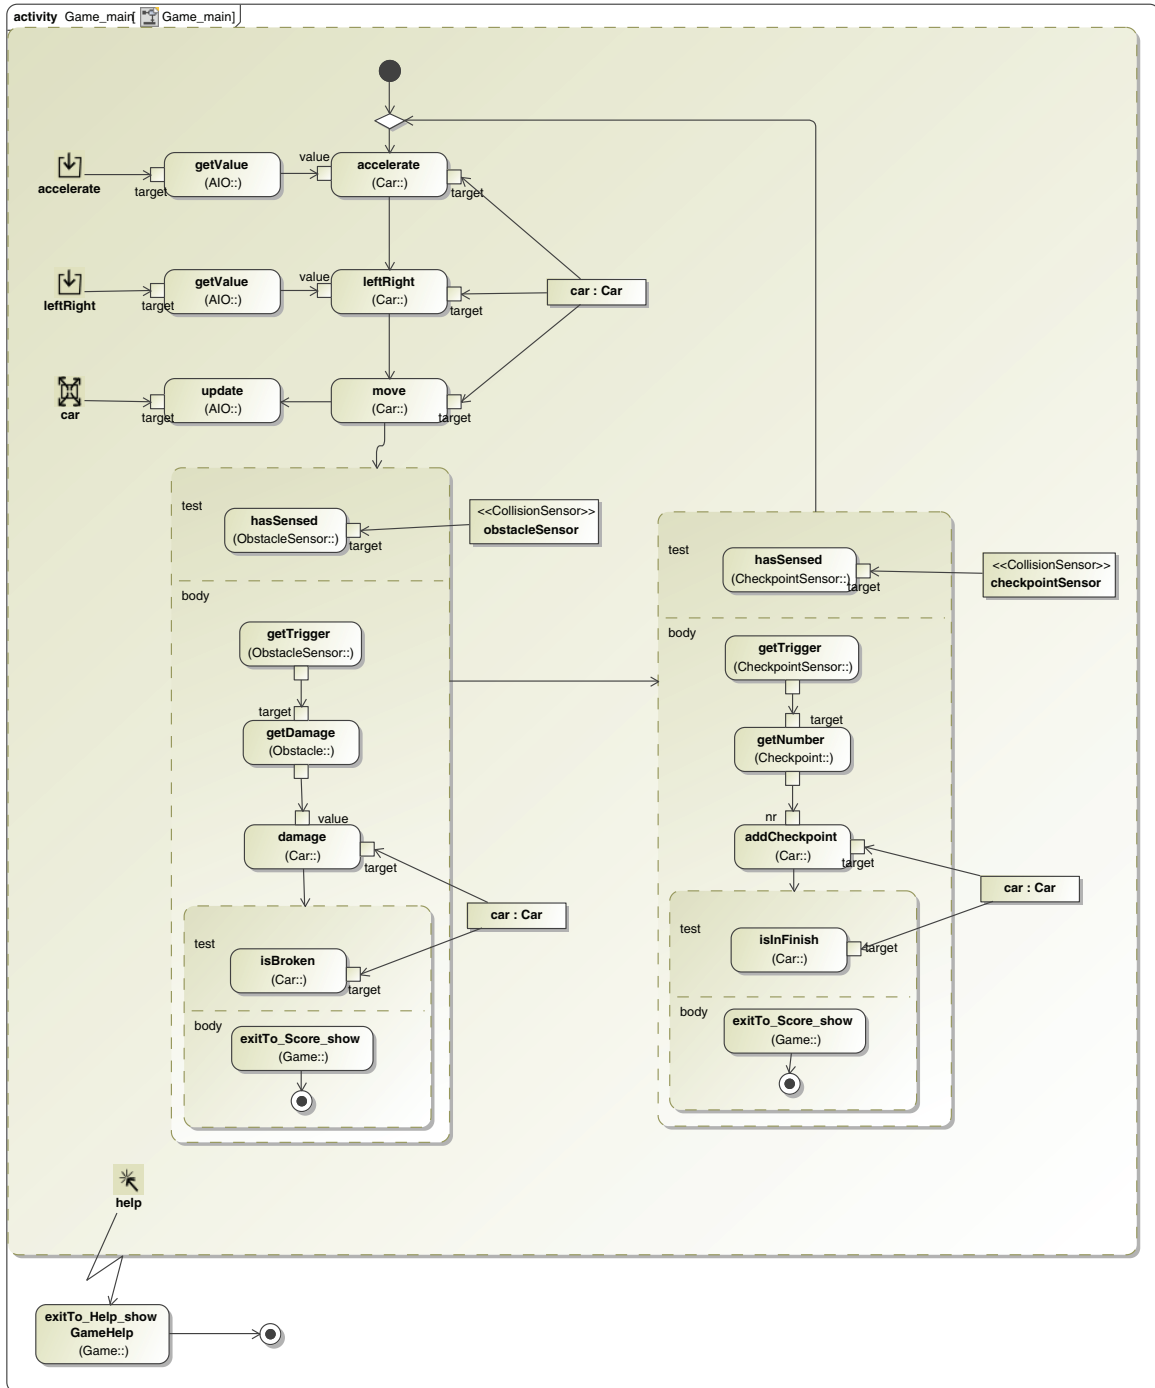 activity Game_main[ Game_main]
accelerate
target
getValue
(AIO::)
value
accelerate
(Car::)
target
leftRight
target
getValue
(AIO::)
value
leftRight
(Car::)
target
car : Car
car
target
update
(AIO::)
move
(Car::)
target
test
hasSensed
(ObstacleSensor::)
target
<<CollisionSensor>>
obstacleSensor
body
getTrigger
(ObstacleSensor::)
target
getDamage
(Obstacle::)
value
damage
(Car::)
target
car : Car
test
isBroken
(Car::)
target
body
exitTo_Score_show
(Game::)
test
hasSensed
(CheckpointSensor::)
target
<<CollisionSensor>>
checkpointSensor
body
getTrigger
(CheckpointSensor::)
target
getNumber
(Checkpoint::)
nr
addCheckpoint
(Car::)
target
car : Car
test
isInFinish
(Car::)
target
body
exitTo_Score_show
(Game::)
help
exitTo_Help_show
GameHelp
(Game::)